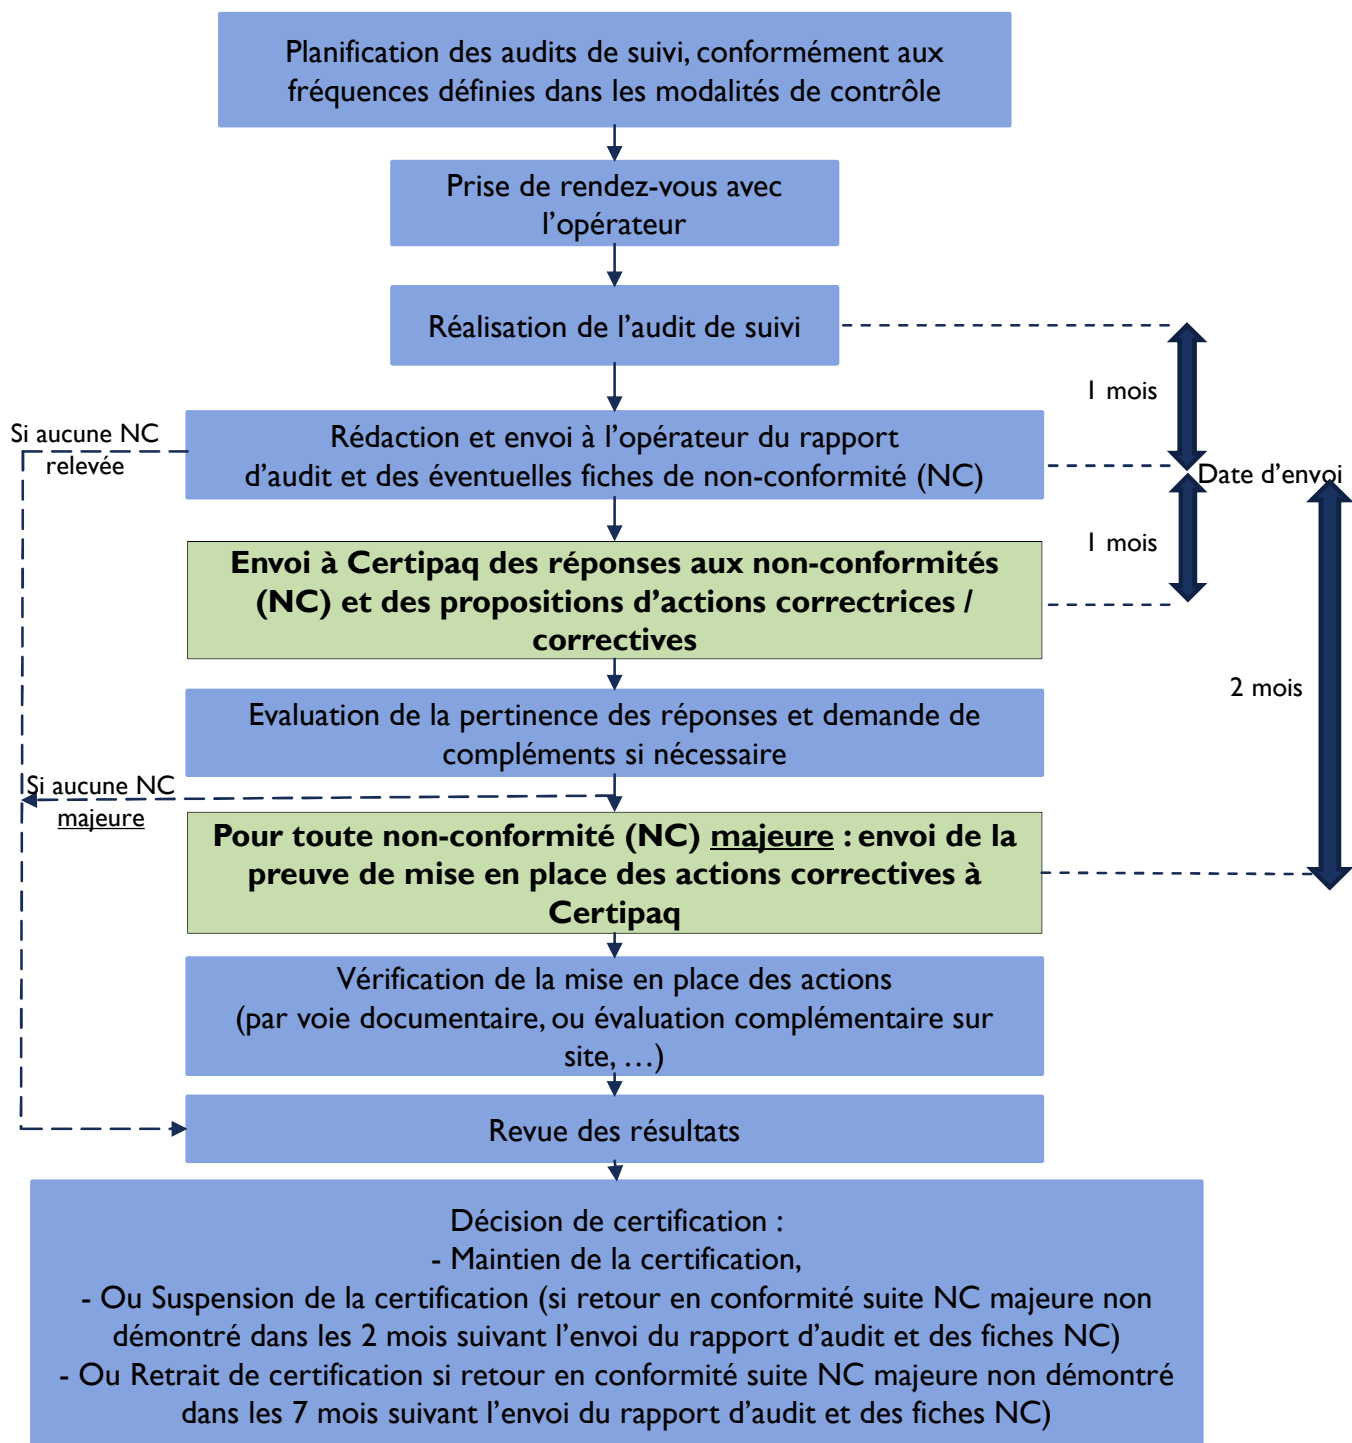 Planification des audits de suivi, conformément aux
fréquences définies dans les modalités de contrôle
Prise de rendez-vous avec
l’opérateur
Réalisation de l’audit de suivi
1 mois
Si aucune NC
relevée
Rédaction et envoi à l’opérateur du rapport
d’audit et des éventuelles fiches de non-conformité (NC)
Date d’envoi
Envoi à Certipaq des réponses aux non-conformités
(NC) et des propositions d’actions correctrices /
correctives
1 mois
2 mois
Evaluation de la pertinence des réponses et demande de
compléments si nécessaire
Si aucune NC
majeure
Pour toute non-conformité (NC) majeure : envoi de la
preuve de mise en place des actions correctives à
Certipaq
Vérification de la mise en place des actions
(par voie documentaire, ou évaluation complémentaire sur
site, …)
Revue des résultats
Décision de certification :
- Maintien de la certification,
- Ou Suspension de la certification (si retour en conformité suite NC majeure non
démontré dans les 2 mois suivant l’envoi du rapport d’audit et des fiches NC)
- Ou Retrait de certification si retour en conformité suite NC majeure non démontré
dans les 7 mois suivant l’envoi du rapport d’audit et des fiches NC)